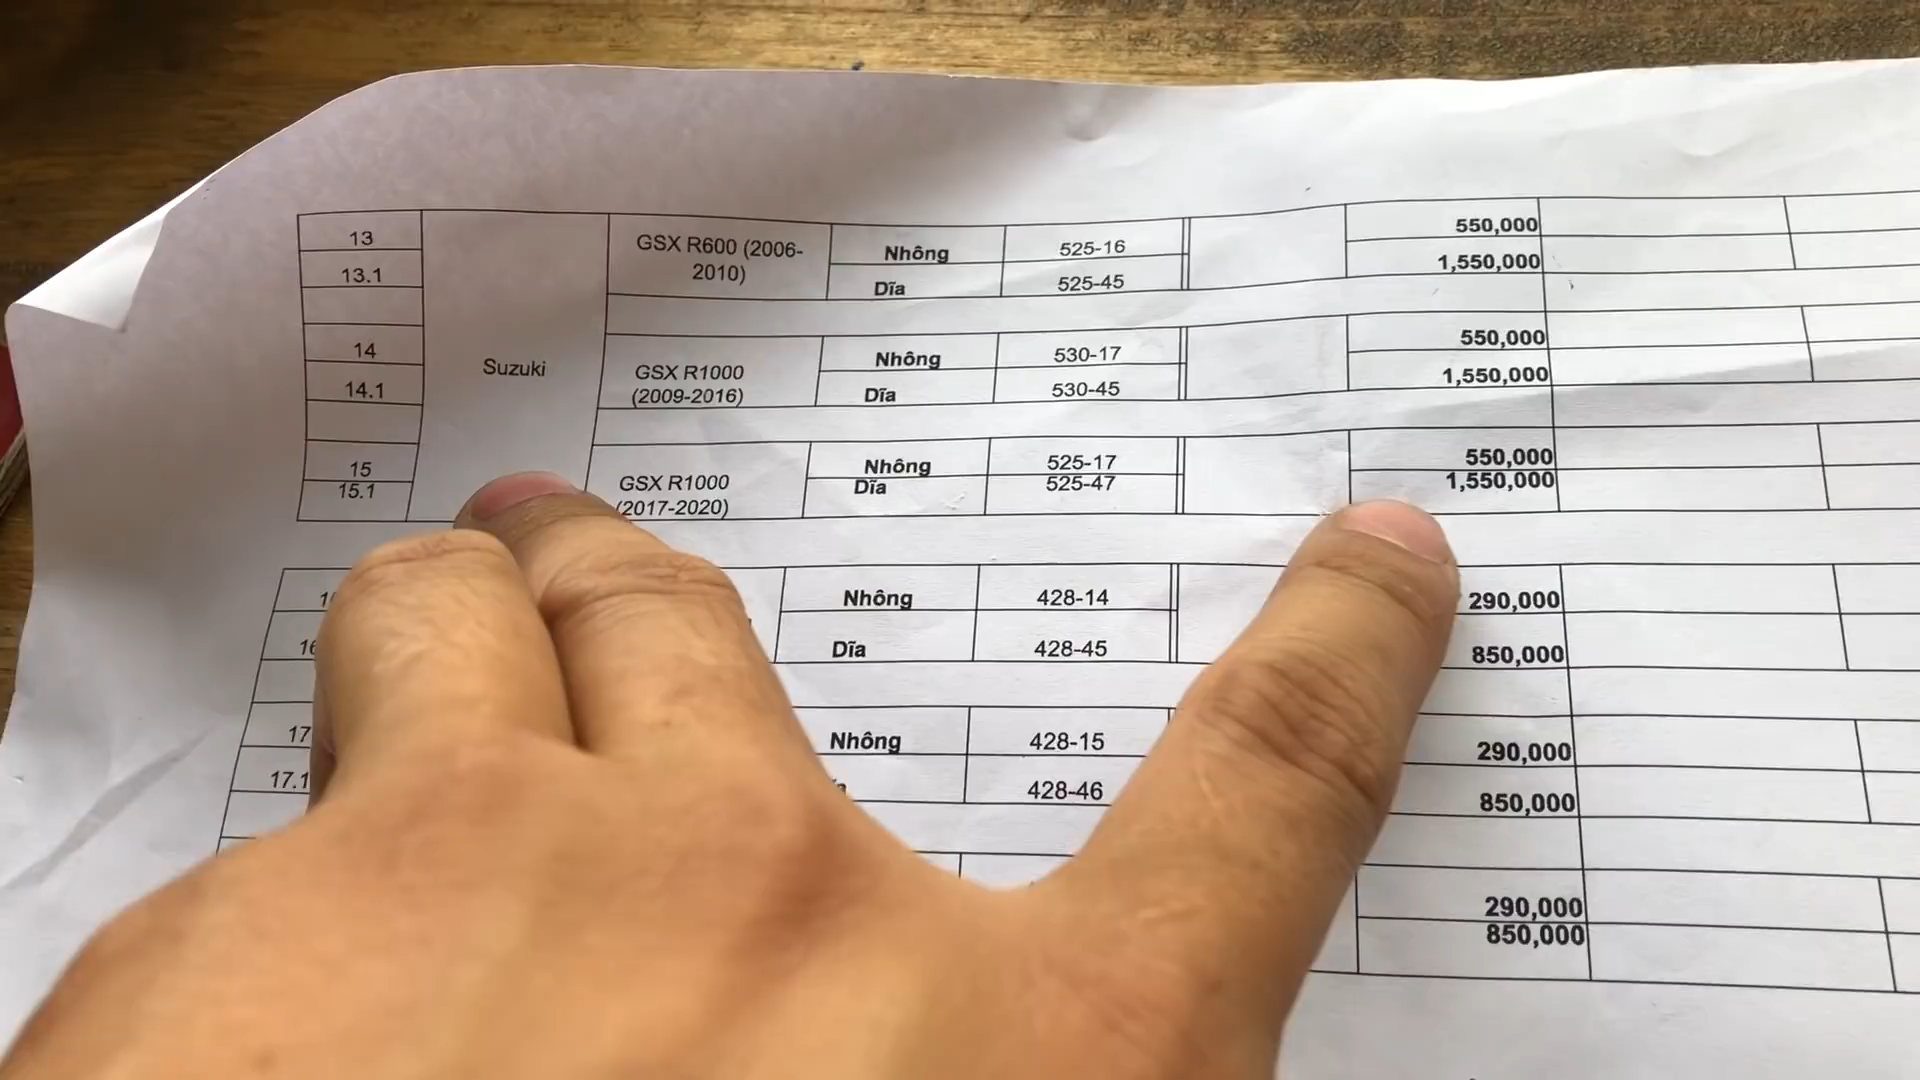 13
GSX R600 (2006-
2010)
Nhông
525-16
550,000
13.1
Dĩa
525-45
1,550,000
Suzuki
14
GSX R1000
(2009-2016)
Nhông
530-17
550,000
14.1
Dĩa
530-45
1,550,000
15
GSX R1000
(2017-2020)
Nhông
525-17
550,000
15.1
Dĩa
525-47
1,550,000
Nhông
428-14
290,000
Dĩa
428-45
850,000
17
Nhông
428-15
290,000
17.1
428-46
850,000
290,000
850,000